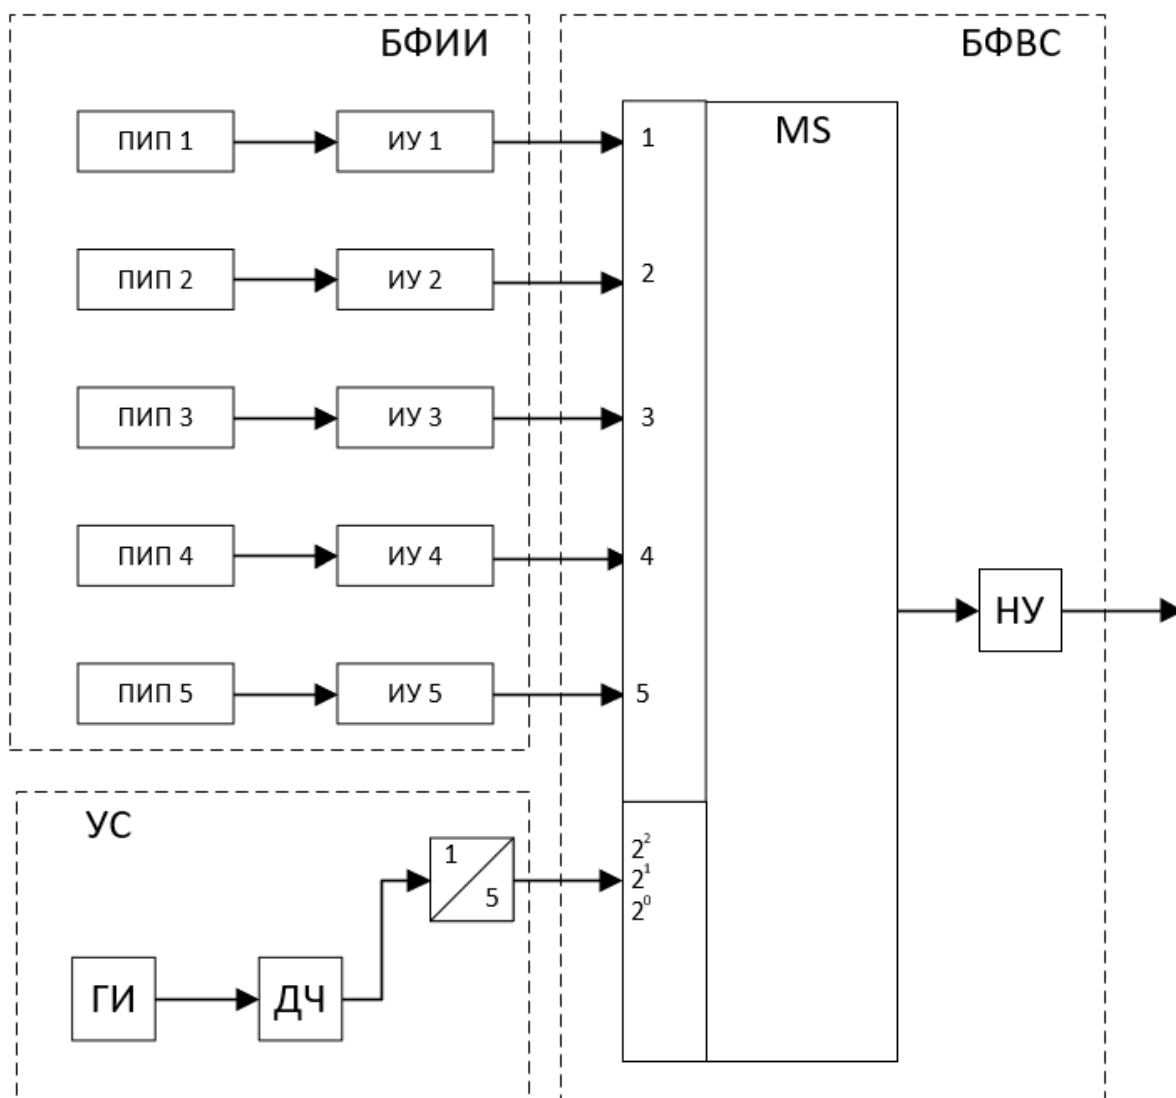 БФИИ
БФВС
ПИП 1
ИУ 1
1
MS
ПИП 2
ИУ 2
2
ПИП 3
ИУ 3
3
ПИП 4
ИУ 4
4
НУ
ПИП 5
ИУ 5
5
УС
1
5
2²
2¹
2⁰
ГИ
ДЧ